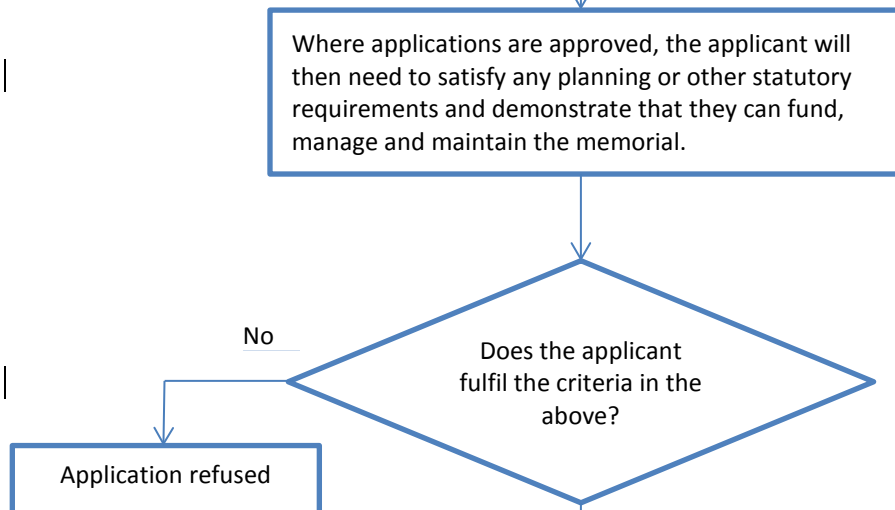 Where applications are approved, the applicant will
then need to satisfy any planning or other statutory
requirements and demonstrate that they can fund,
manage and maintain the memorial.
No
Does the applicant
fulfil the criteria in the
above?
Application refused